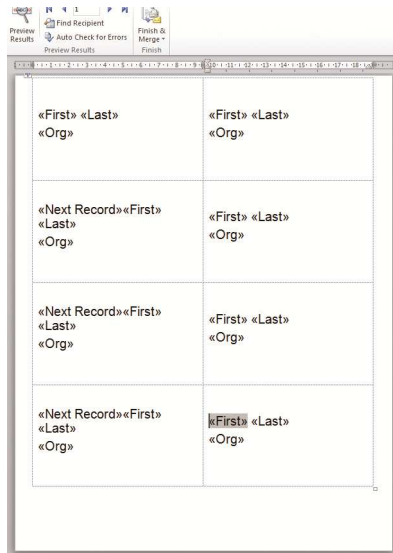 1
Find Recipient
Preview Results
Auto Check for Errors
Finish & Merge
Preview Results
Finish
«First» «Last»
«Org»
«First» «Last»
«Org»
«Next Record»«First»
«Last»
«Org»
«First» «Last»
«Org»
«Next Record»«First»
«Last»
«Org»
«First» «Last»
«Org»
«Next Record»«First»
«Last»
«Org»
«First» «Last»
«Org»